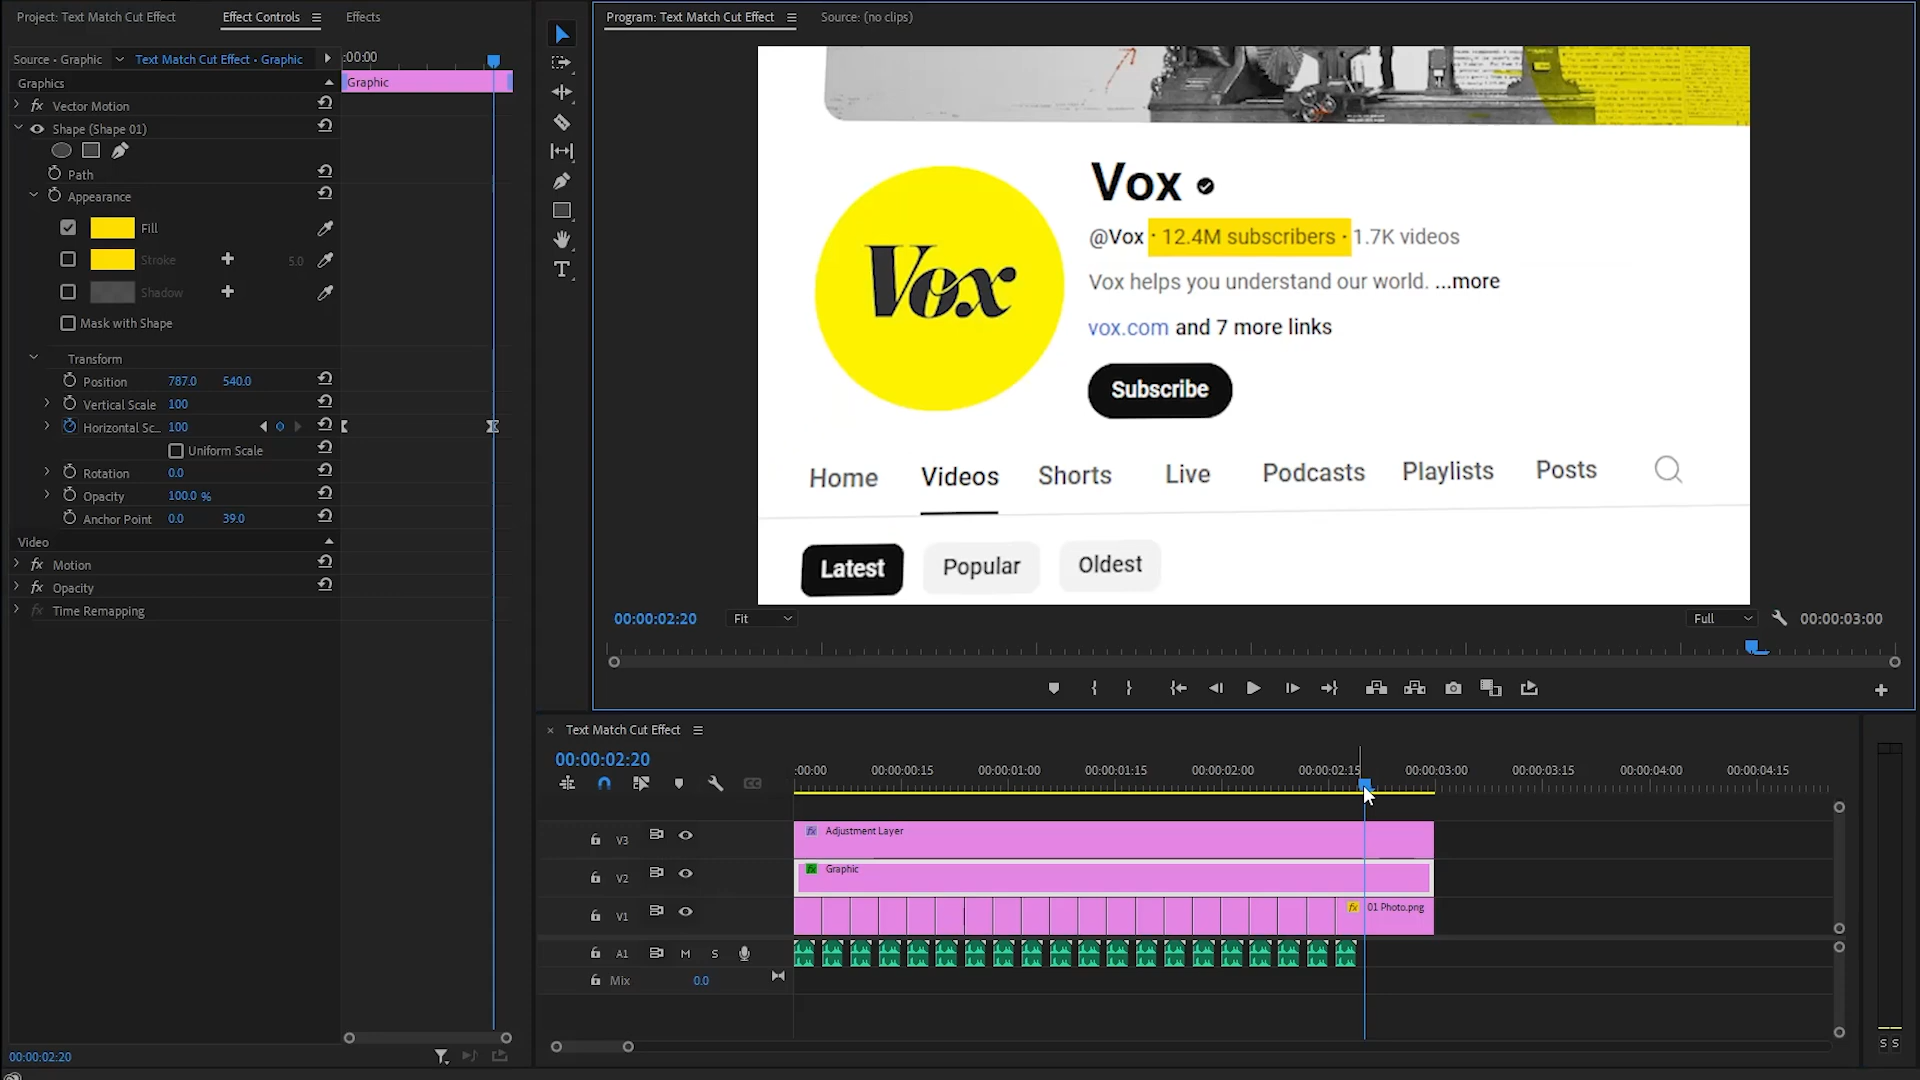 Project: Text Match Cut Effect
Effect Controls
Effects
Source - Graphic
Text Match Cut Effect - Graphic
:00:00
Graphics
Graphic
fx Vector Motion
Shape (Shape 01)
Path
Appearance
Fill
Stroke
5.0
Shadow
Mask with Shape
Transform
Position 787.0 540.0
Vertical Scale 100
Horizontal Sc... 100
Uniform Scale
Rotation 0.0
Opacity 100.0 %
Anchor Point 0.0 39.0
Video
fx Motion
fx Opacity
fx Time Remapping
00:00:02:20
Program: Text Match Cut Effect
Source: (no clips)
Vox
Vox
@Vox · 12.4M subscribers · 1.7K videos
Vox helps you understand our world. ...more
vox.com and 7 more links
Subscribe
Home Videos Shorts Live Podcasts Playlists Posts
Latest Popular Oldest
00:00:02:20
Fit
Full
00:00:03:00
× Text Match Cut Effect
00:00:02:20
:00:00 00:00:00:15 00:00:01:00 00:00:01:15 00:00:02:00 00:00:02:15 00:00:03:00 00:00:03:15 00:00:04:00 00:00:04:15
V3
fx Adjustment Layer
V2
fx Graphic
V1
fx 01 Photo.png
A1 M S
Mix 0.0
S S